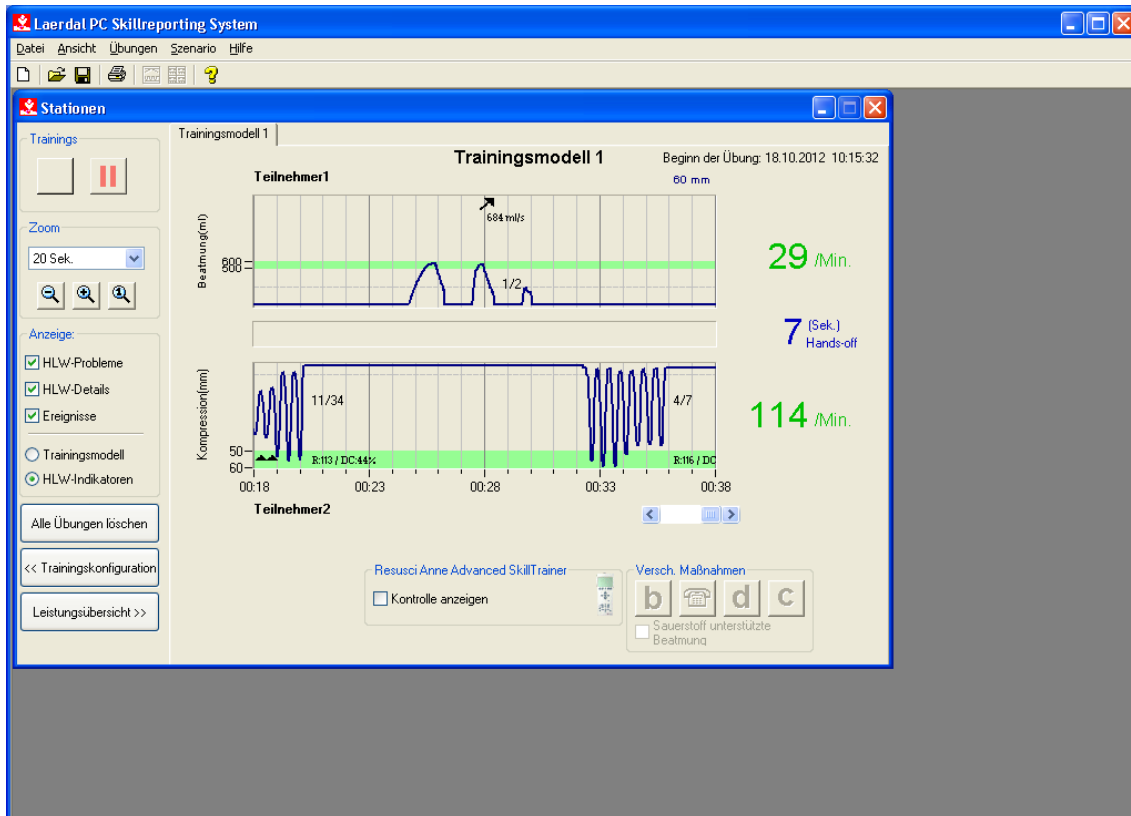 Laerdal PC Skillreporting System
Datei Ansicht Übungen Szenario Hilfe
Stationen
Trainings
Zoom
20 Sek.
Anzeige:
HLW-Probleme
HLW-Details
Ereignisse
Trainingsmodell
HLW-Indikatoren
Alle Übungen löschen
<< Trainingskonfiguration
Leistungsübersicht >>
Trainingsmodell 1
Trainingsmodell 1
Beginn der Übung: 18.10.2012 10:15:32
Teilnehmer1
60 mm
Beatmung(ml)
500
684 ml/s
1/2
29 /Min.
7 (Sek.)
Hands-off
Kompression(mm)
50
60
11/34
4/7
R:113 / DC:44%
R:116 / DC
114 /Min.
00:18 00:23 00:28 00:33 00:38
Teilnehmer2
Resusci Anne Advanced SkillTrainer
Kontrolle anzeigen
Versch. Maßnahmen
b d c
Sauerstoff unterstützte
Beatmung